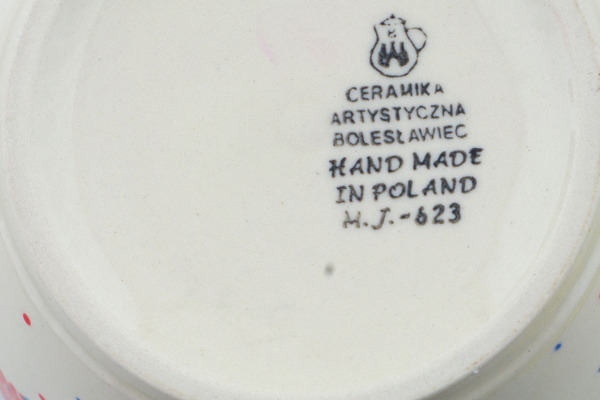 CERAMIKA
ARTYSTYCZNA
BOLESŁAWIEC
HAND MADE
IN POLAND
M.J.-623